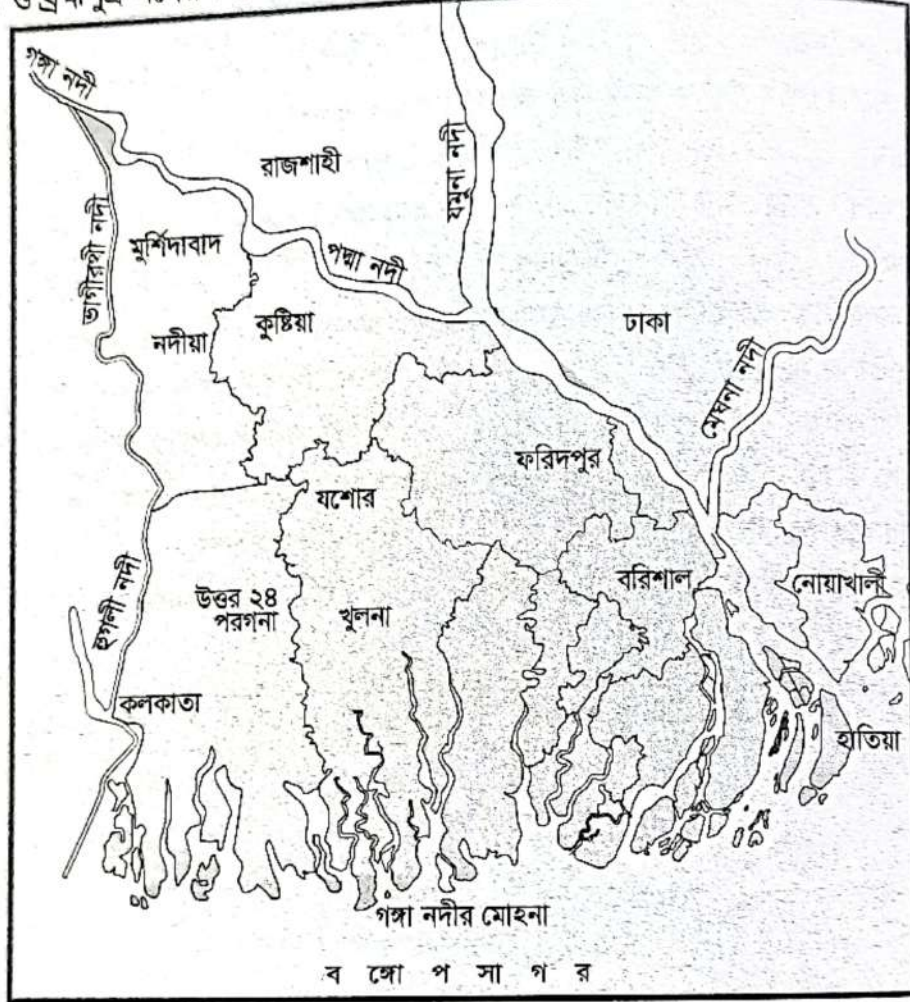 গঙ্গা নদী
রাজশাহী
যমুনা নদী
ভাগীরথী নদী
মুর্শিদাবাদ
পদ্মা নদী
নদীয়া
কুষ্টিয়া
ঢাকা
মেঘনা নদী
ফরিদপুর
যশোর
হুগলী নদী
উত্তর ২৪
পরগনা
খুলনা
বরিশাল
নোয়াখালী
কলকাতা
হাতিয়া
গঙ্গা নদীর মোহনা
ব ঙ্গো প সা গ র